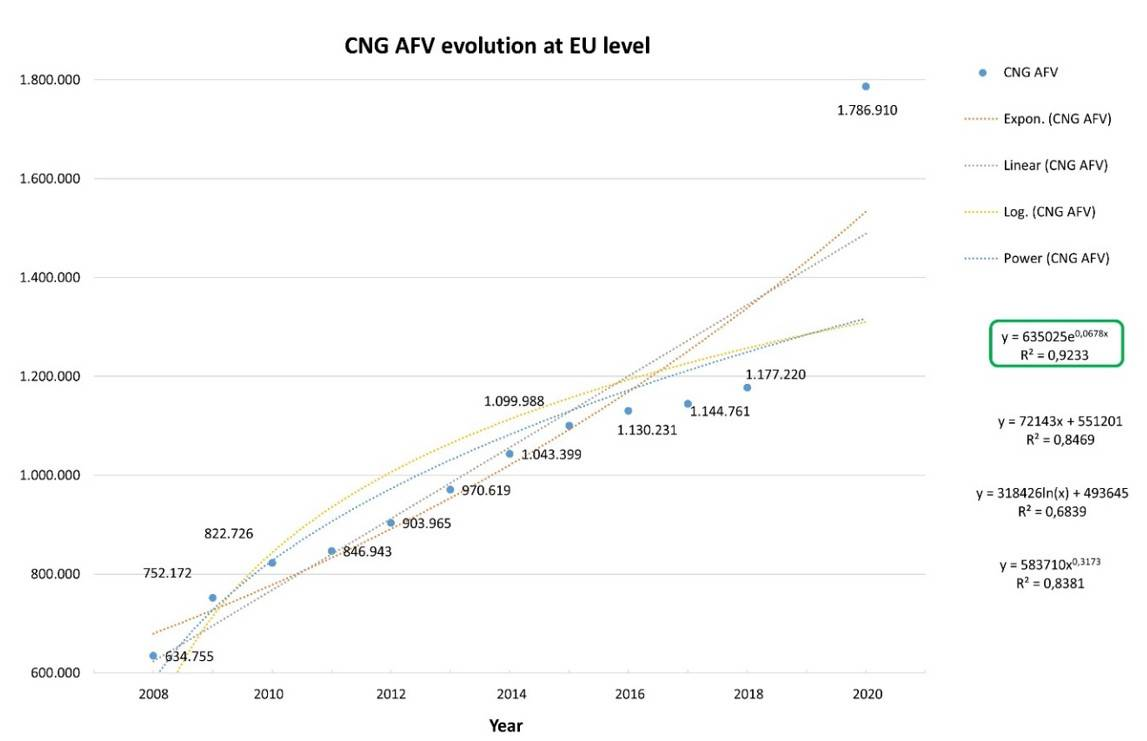 CNG AFV evolution at EU level
1.800.000
1.600.000
1.400.000
1.200.000
1.000.000
800.000
600.000
634.755
752.172
822.726
846.943
903.965
970.619
1.043.399
1.099.988
1.130.231
1.144.761
1.177.220
1.786.910
2008
2010
2012
2014
2016
2018
2020
Year
CNG AFV
Expon. (CNG AFV)
Linear (CNG AFV)
Log. (CNG AFV)
Power (CNG AFV)
y = 635025e^0,0678x
R² = 0,9233
y = 72143x + 551201
R² = 0,8469
y = 318426ln(x) + 493645
R² = 0,6839
y = 583710x^0,3173
R² = 0,8381